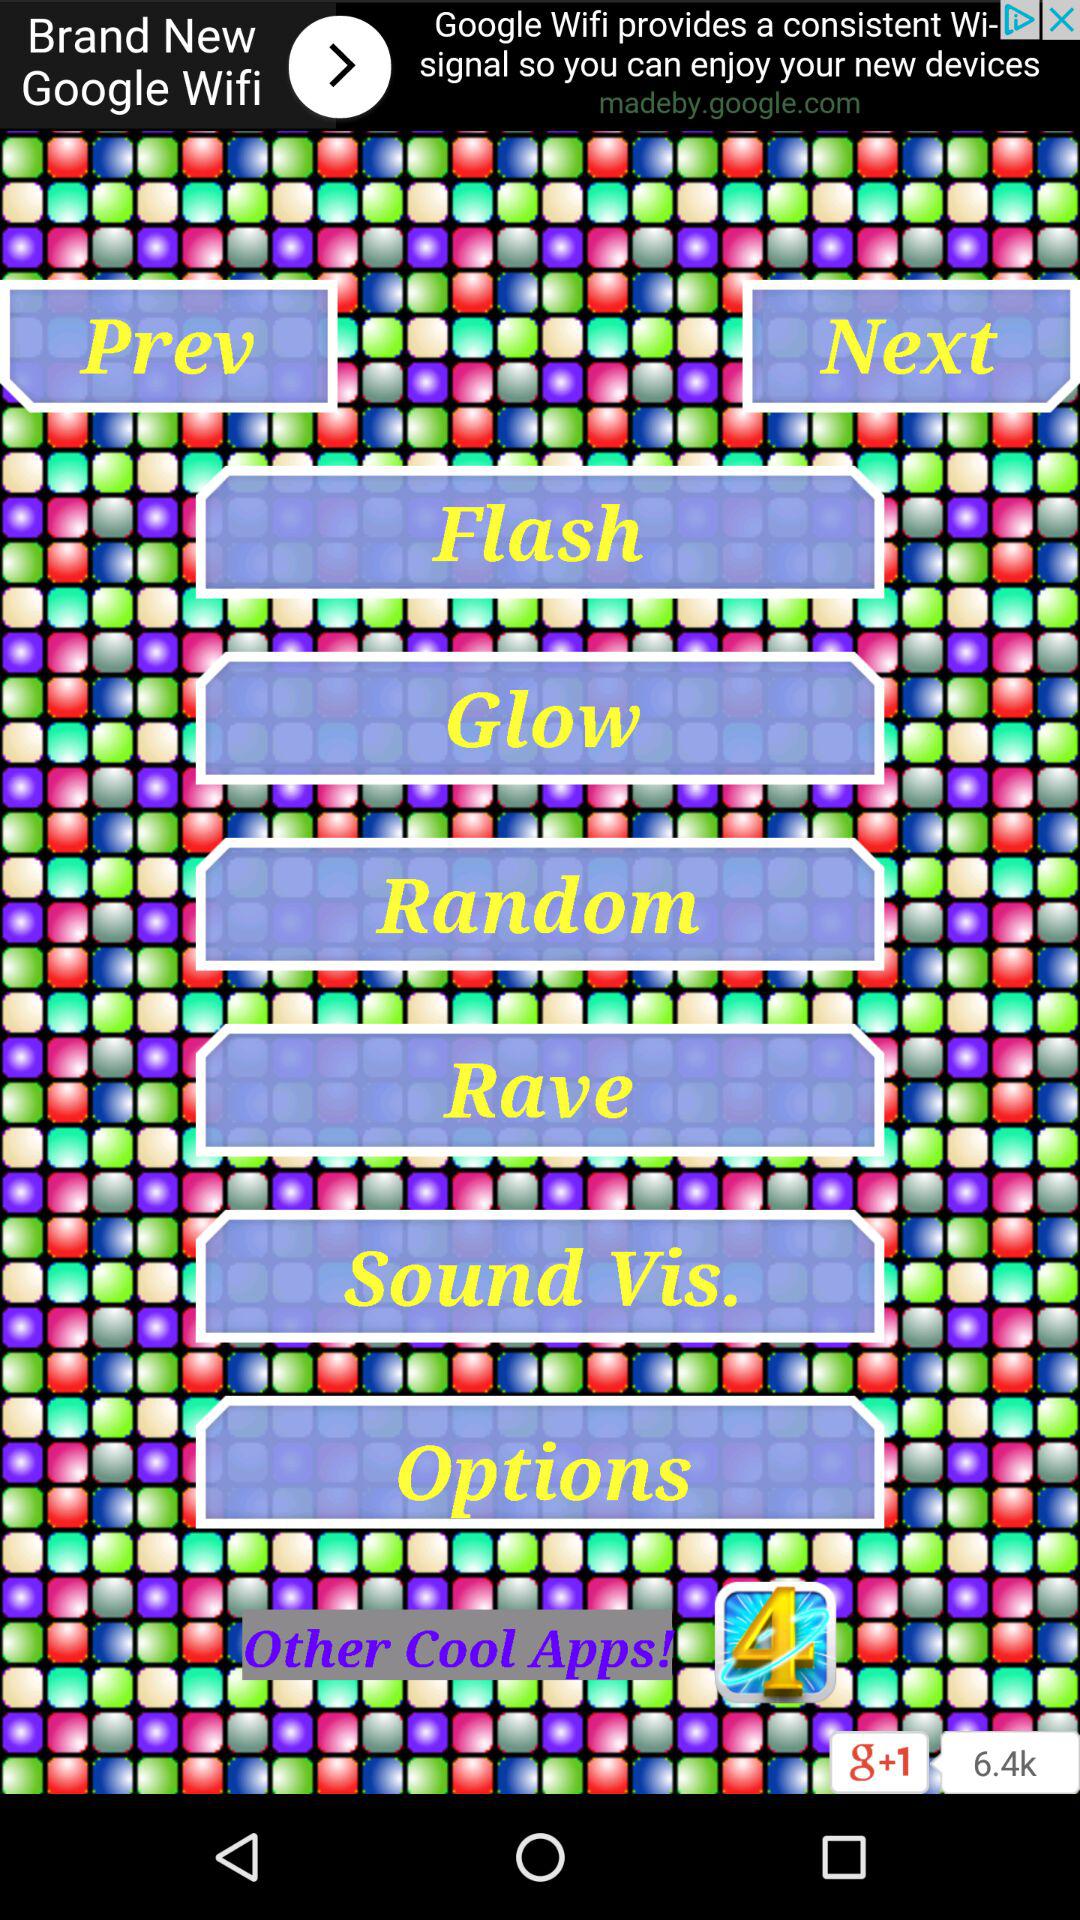 Brand New
Google Wifi
Google Wifi provides a consistent Wi-
signal so you can enjoy your new devices
madeby.google.com
Prev
Next
Flash
Glow
Random
Rave
Sound Vis.
Options
Other Cool Apps!
4
g+1
6.4k